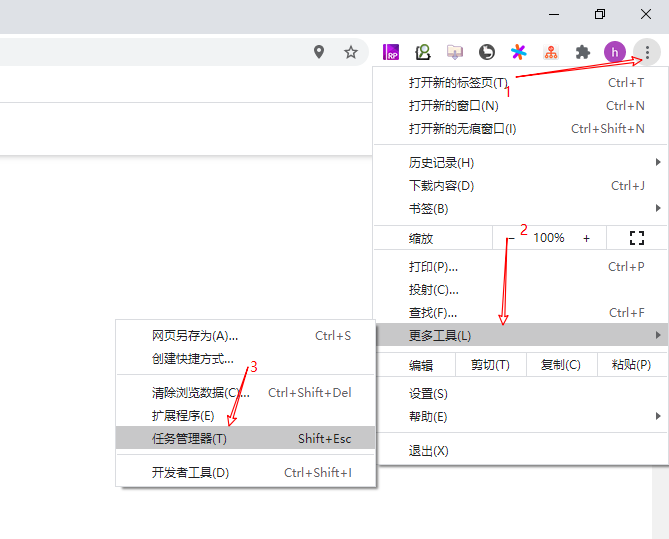 RP
h
打开新的标签页(T) Ctrl+T
1
打开新的窗口(N) Ctrl+N
打开新的无痕窗口(I) Ctrl+Shift+N
历史记录(H)
下载内容(D) Ctrl+J
书签(B)
2
缩放 − 100% +
打印(P)... Ctrl+P
投射(C)...
查找(F)... Ctrl+F
更多工具(L)
编辑 剪切(T) 复制(C) 粘贴(P)
设置(S)
帮助(E)
退出(X)
网页另存为(A)... Ctrl+S
创建快捷方式...
3
清除浏览数据(C)... Ctrl+Shift+Del
扩展程序(E)
任务管理器(T) Shift+Esc
开发者工具(D) Ctrl+Shift+I